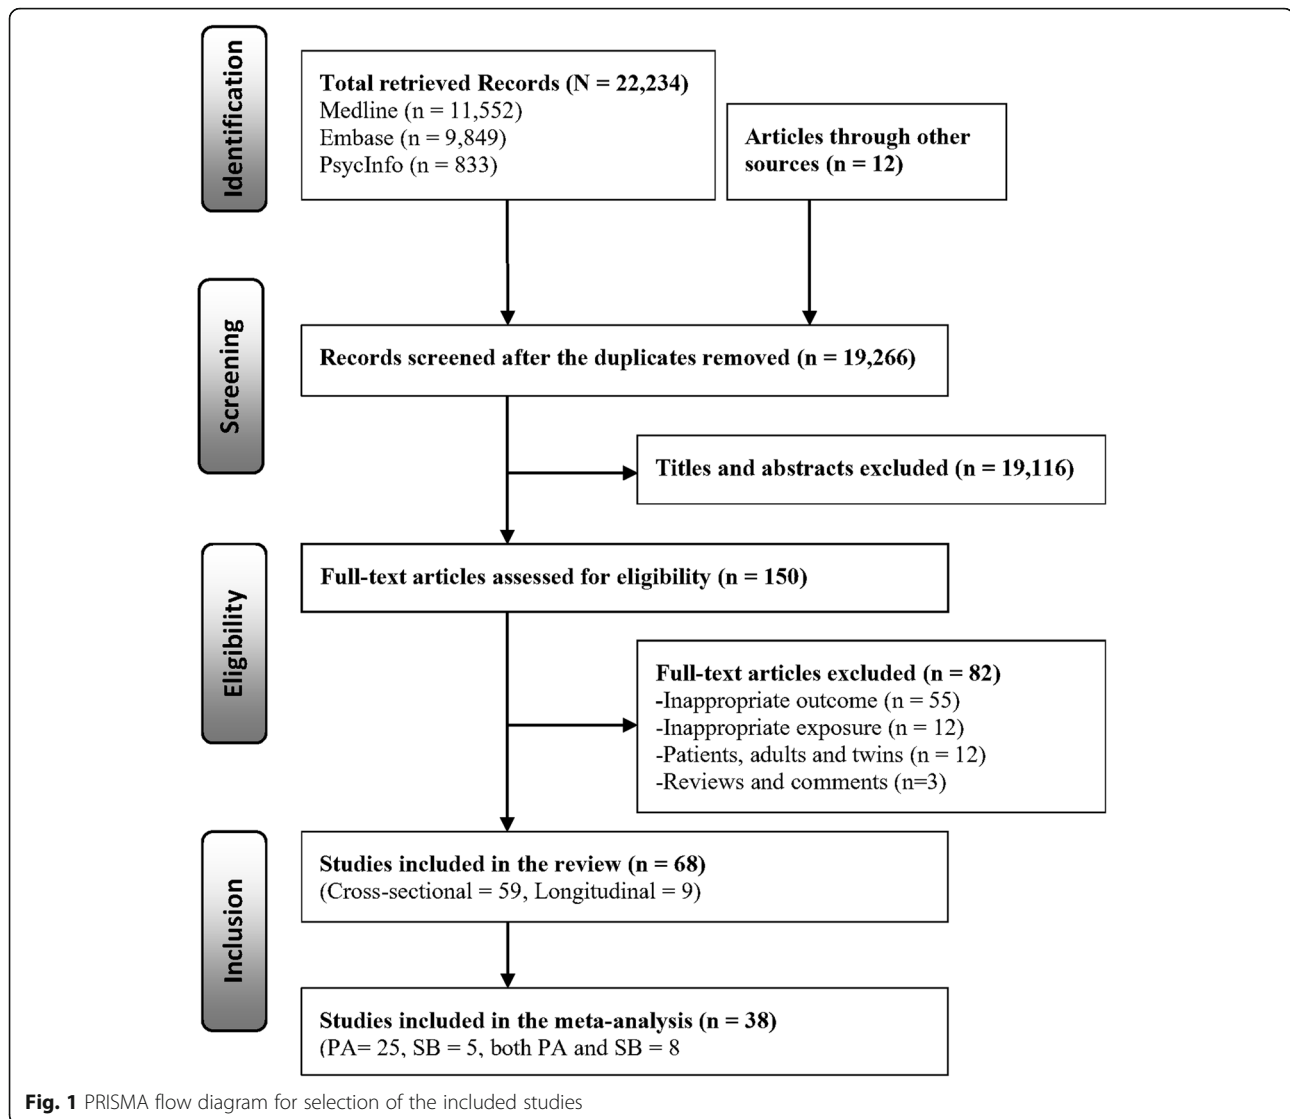 Identification
Total retrieved Records (N = 22,234)
Medline (n = 11,552)
Embase (n = 9,849)
PsycInfo (n = 833)
Articles through other
sources (n = 12)
Screening
Records screened after the duplicates removed (n = 19,266)
Titles and abstracts excluded (n = 19,116)
Eligibility
Full-text articles assessed for eligibility (n = 150)
Full-text articles excluded (n = 82)
-Inappropriate outcome (n = 55)
-Inappropriate exposure (n = 12)
-Patients, adults and twins (n = 12)
-Reviews and comments (n=3)
Inclusion
Studies included in the review (n = 68)
(Cross-sectional = 59, Longitudinal = 9)
Studies included in the meta-analysis (n = 38)
(PA= 25, SB = 5, both PA and SB = 8
Fig. 1 PRISMA flow diagram for selection of the included studies